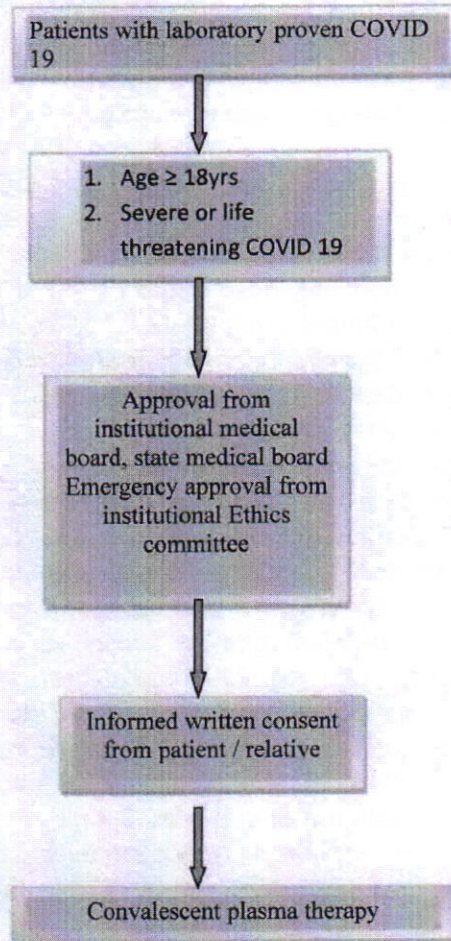 Patients with laboratory proven COVID
19
1. Age ≥ 18yrs
2. Severe or life
threatening COVID 19
Approval from
institutional medical
board, state medical board
Emergency approval from
institutional Ethics
committee
Informed written consent
from patient / relative
Convalescent plasma therapy